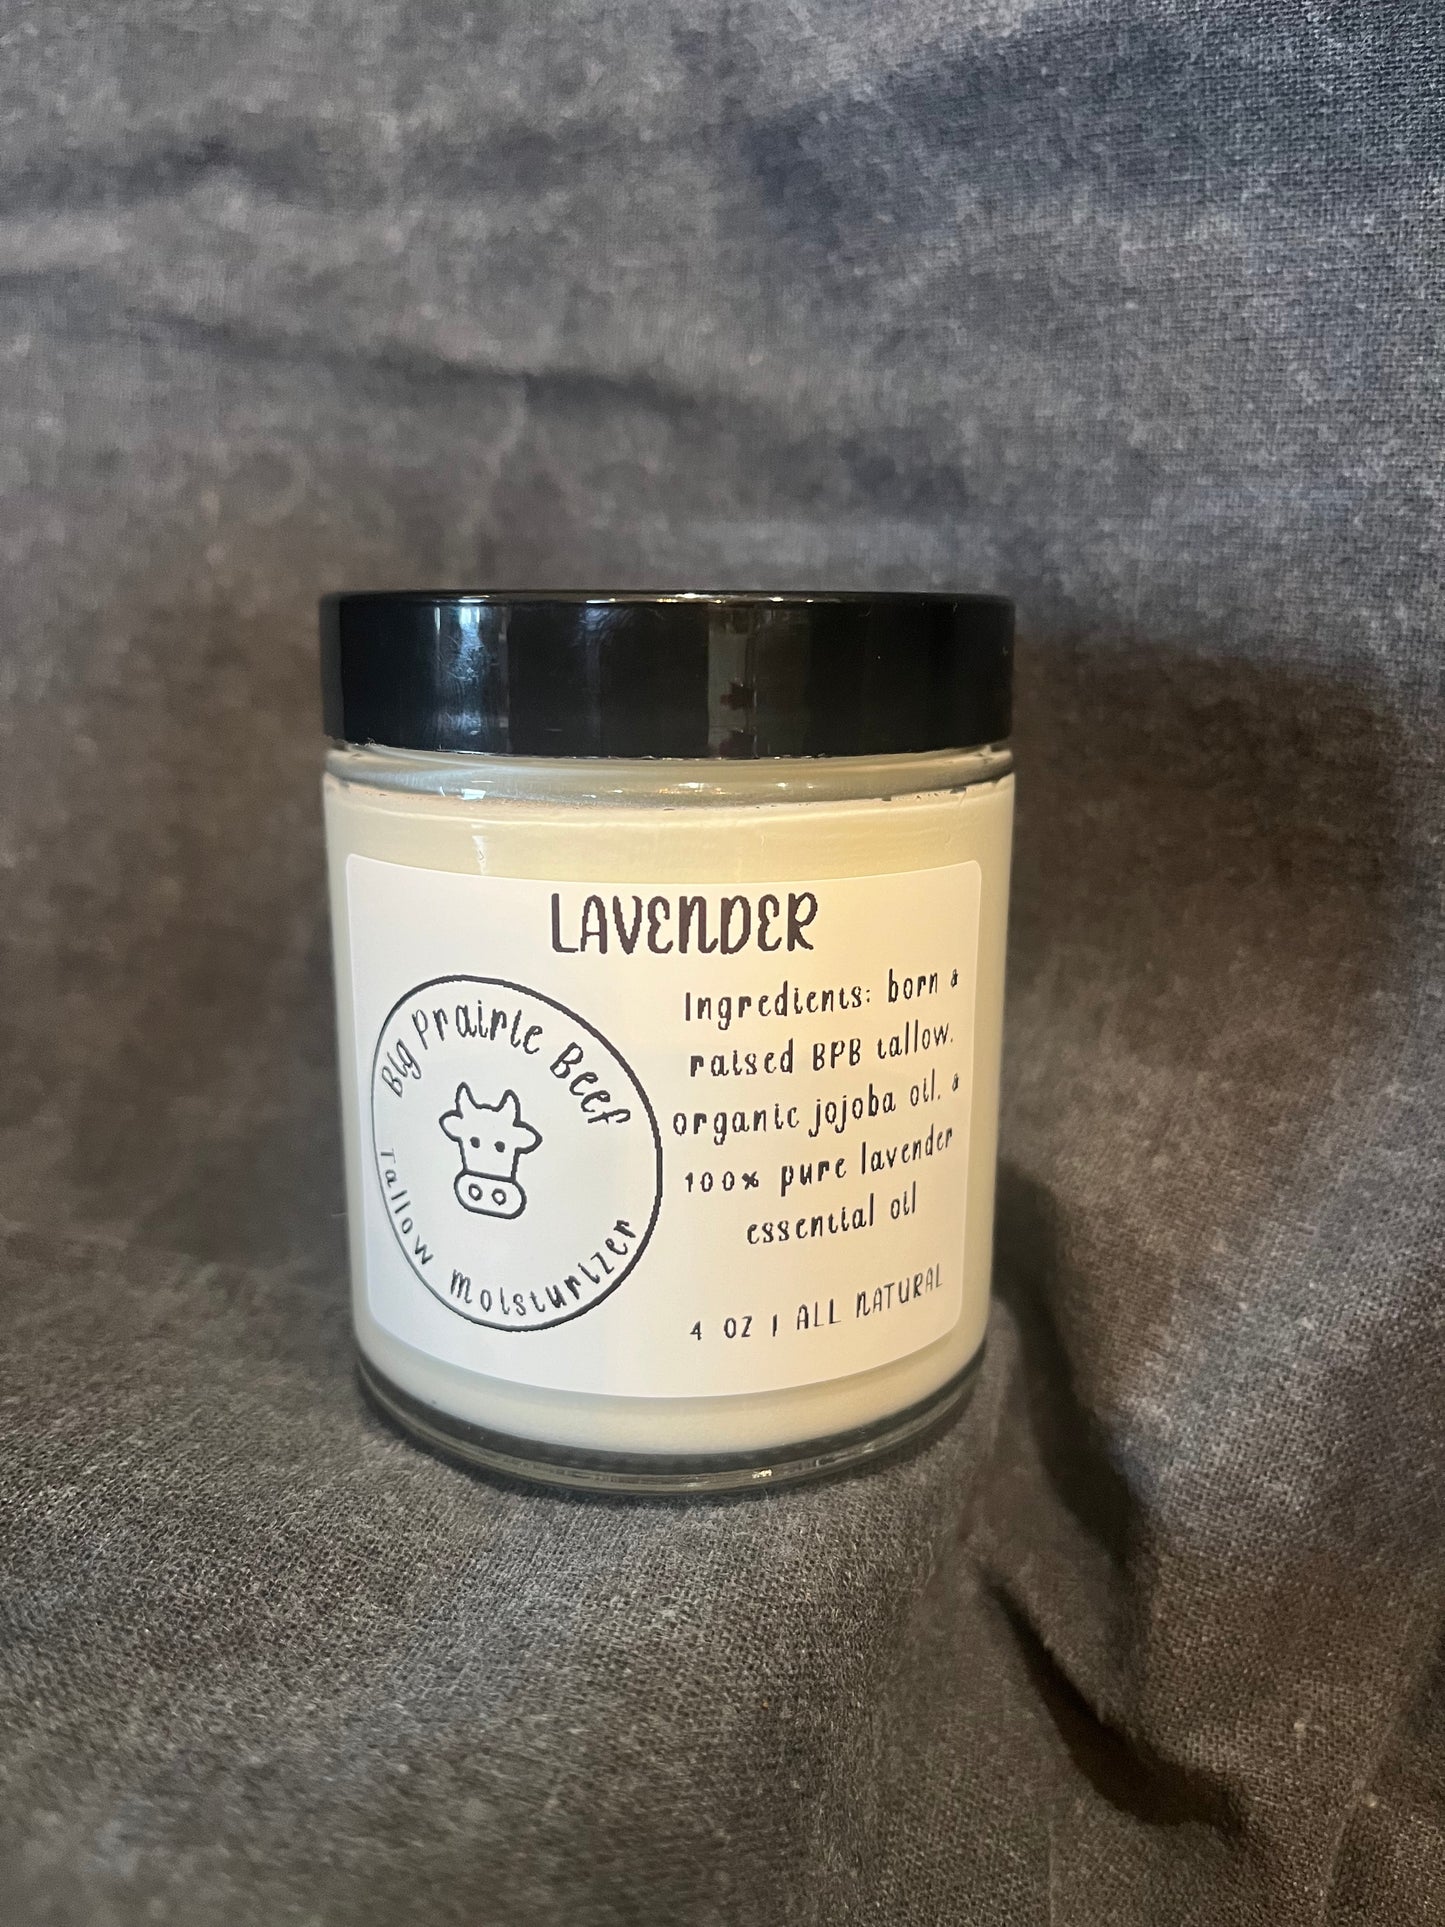 LAVENDER
Big Prairie Beef
Tallow Moisturizer
Ingredients: born &
raised BPB tallow,
organic jojoba oil, &
100% pure lavender
essential oil
4 OZ | ALL NATURAL